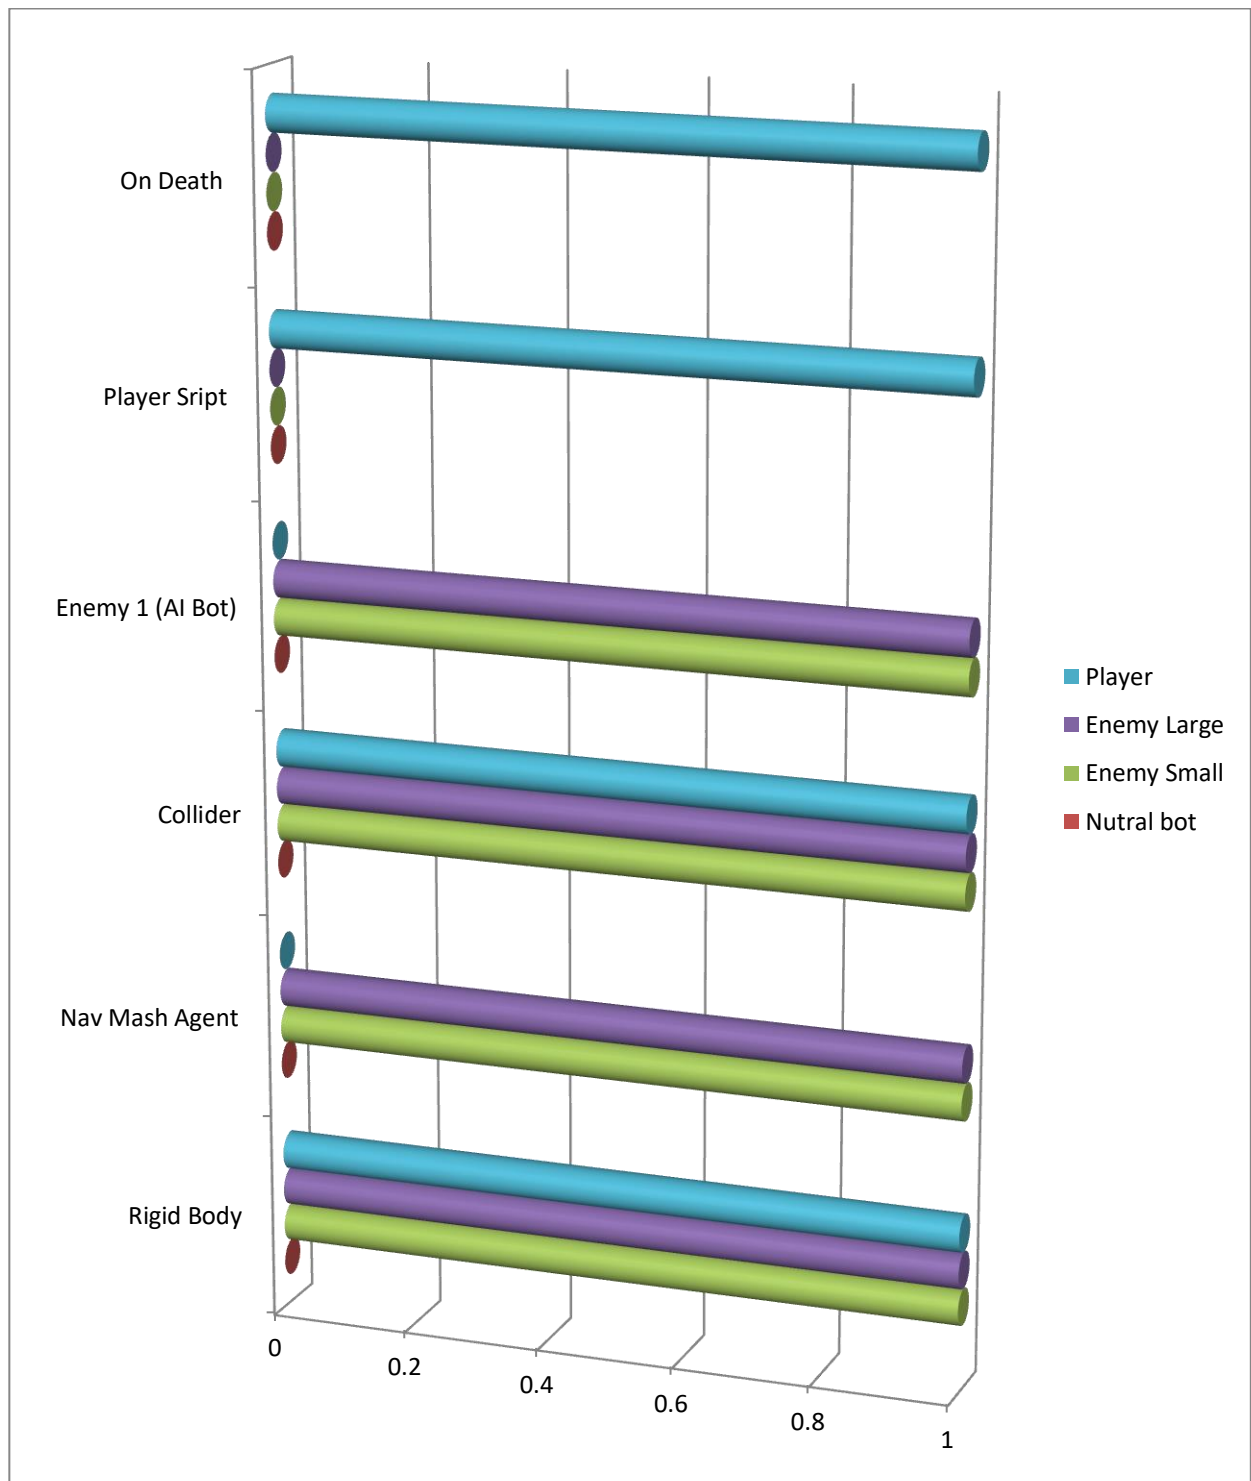 On Death
Player Sript
Enemy 1 (AI Bot)
Collider
Nav Mash Agent
Rigid Body
0
0.2
0.4
0.6
0.8
1
Player
Enemy Large
Enemy Small
Nutral bot